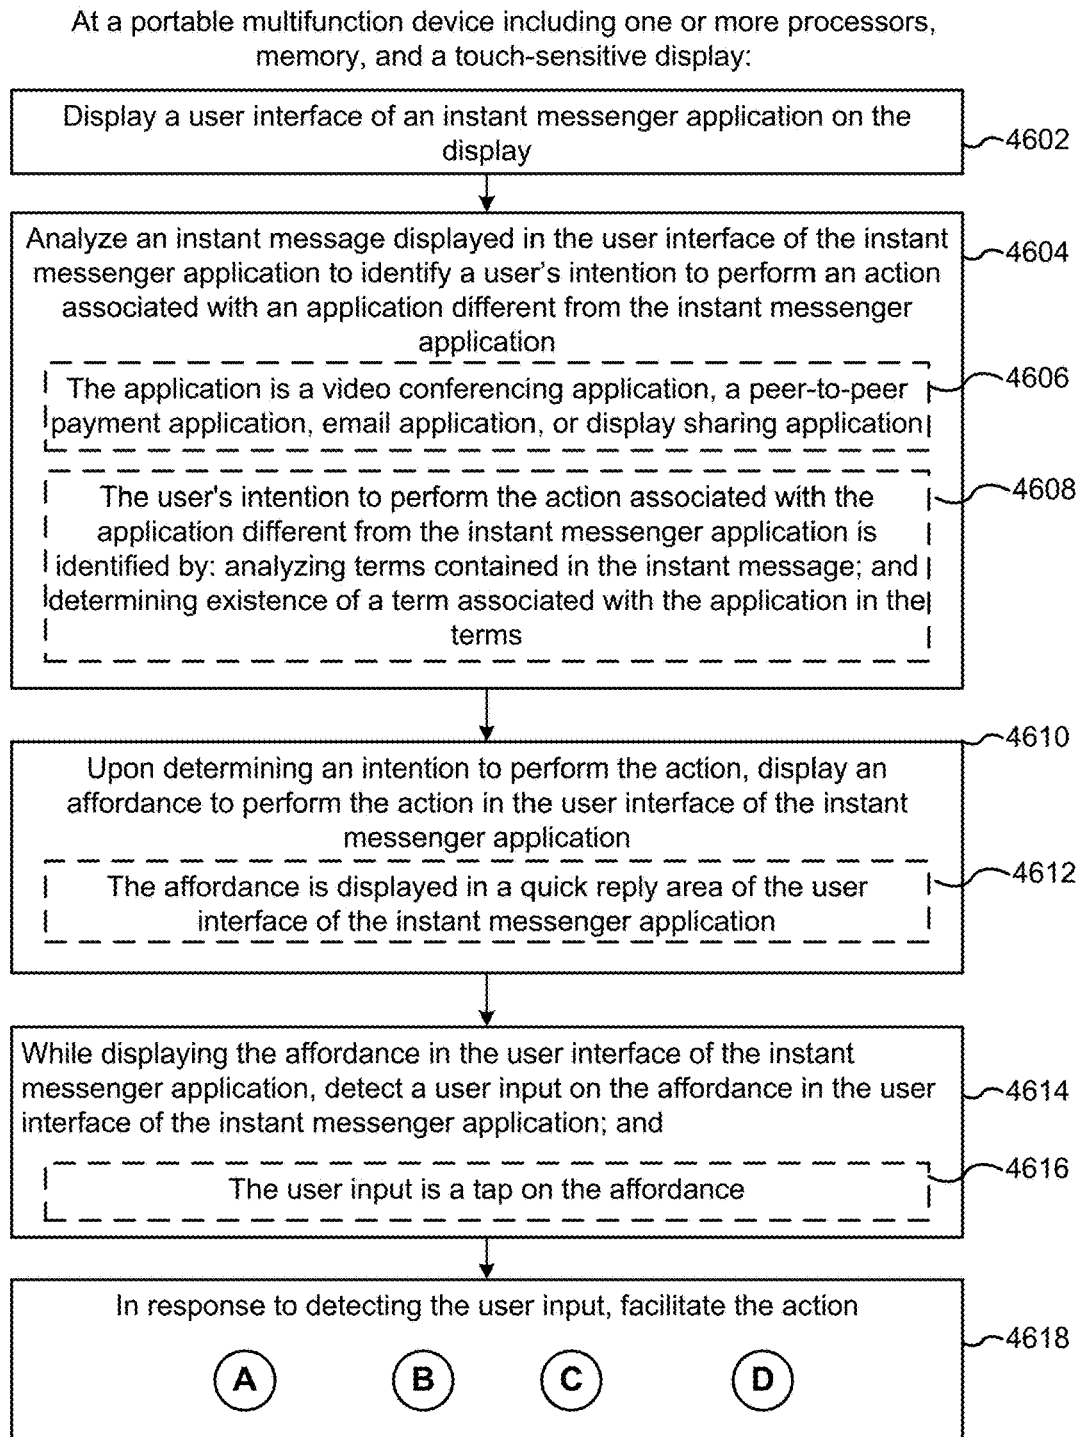 At a portable multifunction device including one or more processors,
memory, and a touch-sensitive display:
Display a user interface of an instant messenger application on the
display
4602
Analyze an instant message displayed in the user interface of the instant
messenger application to identify a user's intention to perform an action
associated with an application different from the instant messenger
application
4604
The application is a video conferencing application, a peer-to-peer
payment application, email application, or display sharing application
4606
The user's intention to perform the action associated with the
application different from the instant messenger application is
identified by: analyzing terms contained in the instant message; and
determining existence of a term associated with the application in the
terms
4608
4610
Upon determining an intention to perform the action, display an
affordance to perform the action in the user interface of the instant
messenger application
The affordance is displayed in a quick reply area of the user
interface of the instant messenger application
4612
While displaying the affordance in the user interface of the instant
messenger application, detect a user input on the affordance in the user
interface of the instant messenger application; and
4614
The user input is a tap on the affordance
4616
In response to detecting the user input, facilitate the action
4618
A B C D